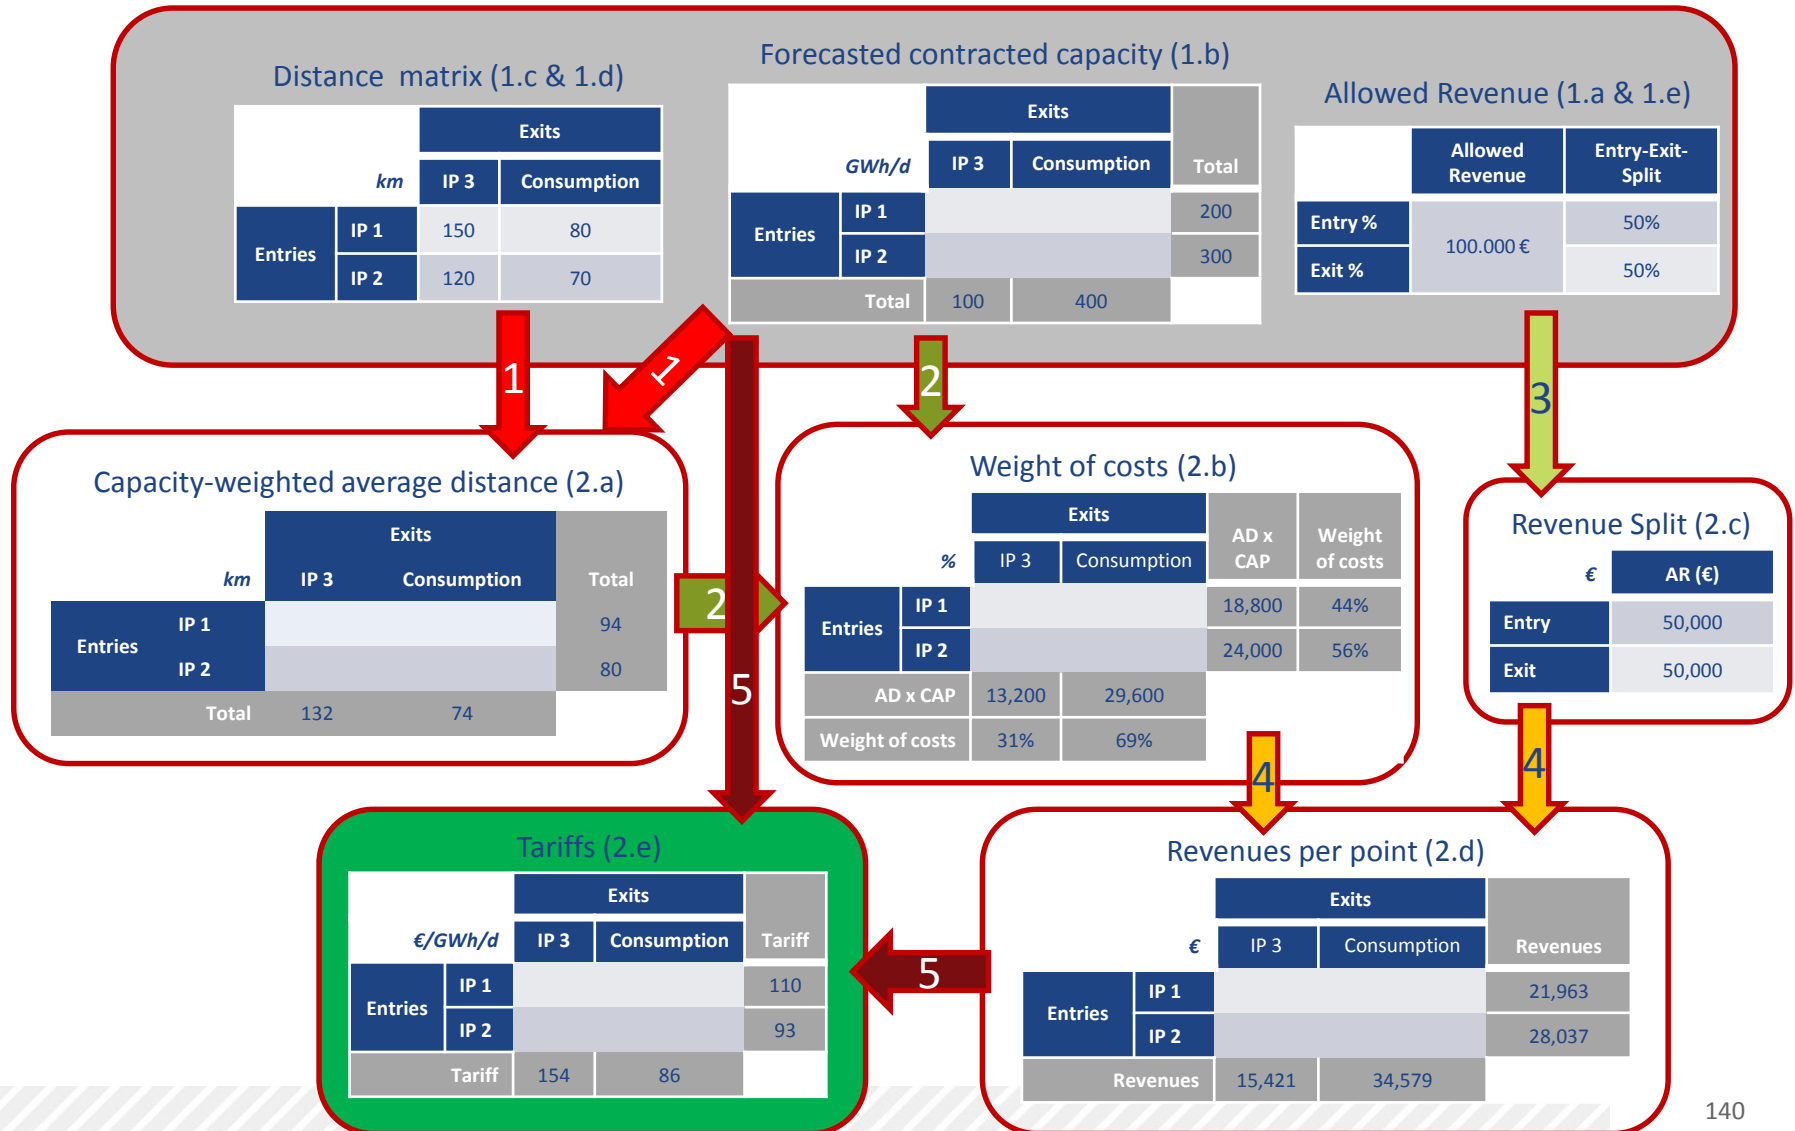 Distance matrix (1.c & 1.d)
Exits
km IP 3 Consumption
Entries
IP 1 150 80
IP 2 120 70
Forecasted contracted capacity (1.b)
Exits
GWh/d IP 3 Consumption Total
Entries
IP 1 200
IP 2 300
Total 100 400
Allowed Revenue (1.a & 1.e)
Allowed Revenue
Entry-Exit-Split
Entry % 50%
100.000 €
Exit % 50%
1
1
2
3
Capacity-weighted average distance (2.a)
Exits
km IP 3 Consumption Total
Entries
IP 1 94
IP 2 80
Total 132 74
2
5
Weight of costs (2.b)
Exits
% IP 3 Consumption
AD x CAP
Weight of costs
Entries
IP 1 18,800 44%
IP 2 24,000 56%
AD x CAP 13,200 29,600
Weight of costs 31% 69%
Revenue Split (2.c)
€ AR (€)
Entry 50,000
Exit 50,000
4
4
Tariffs (2.e)
Exits
€/GWh/d IP 3 Consumption Tariff
Entries
IP 1 110
IP 2 93
Tariff 154 86
5
Revenues per point (2.d)
Exits
€ IP 3 Consumption Revenues
Entries
IP 1 21,963
IP 2 28,037
Revenues 15,421 34,579
140